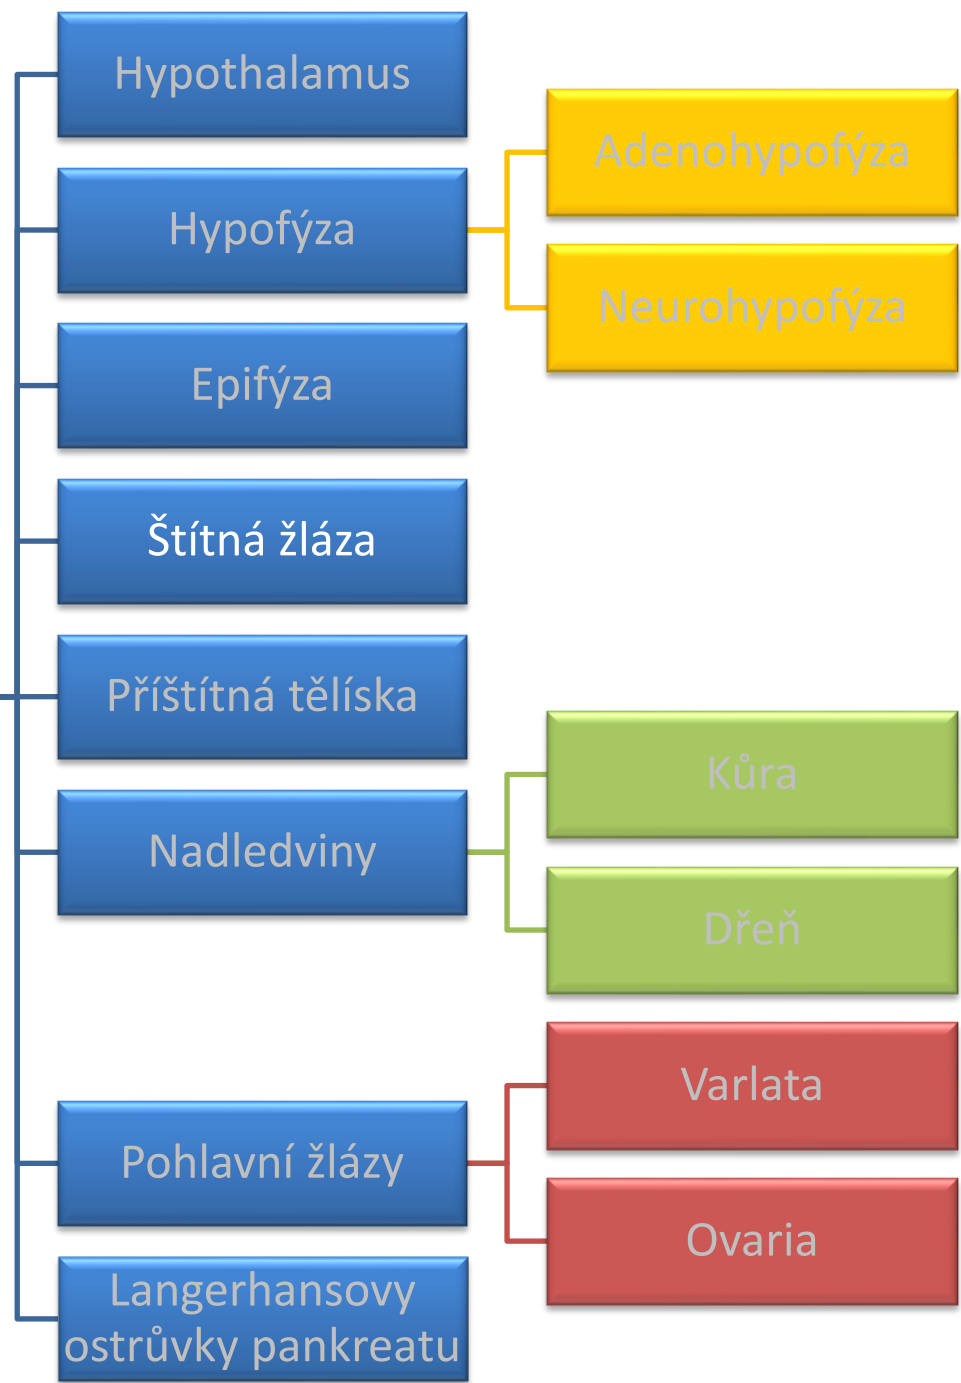 Hypothalamus
Hypofýza
Adenohypofýza
Neurohypofýza
Epifýza
Štítná žláza
Příštítná tělíska
Nadledviny
Kůra
Dřeň
Pohlavní žlázy
Varlata
Ovaria
Langerhansovy
ostrůvky pankreatu